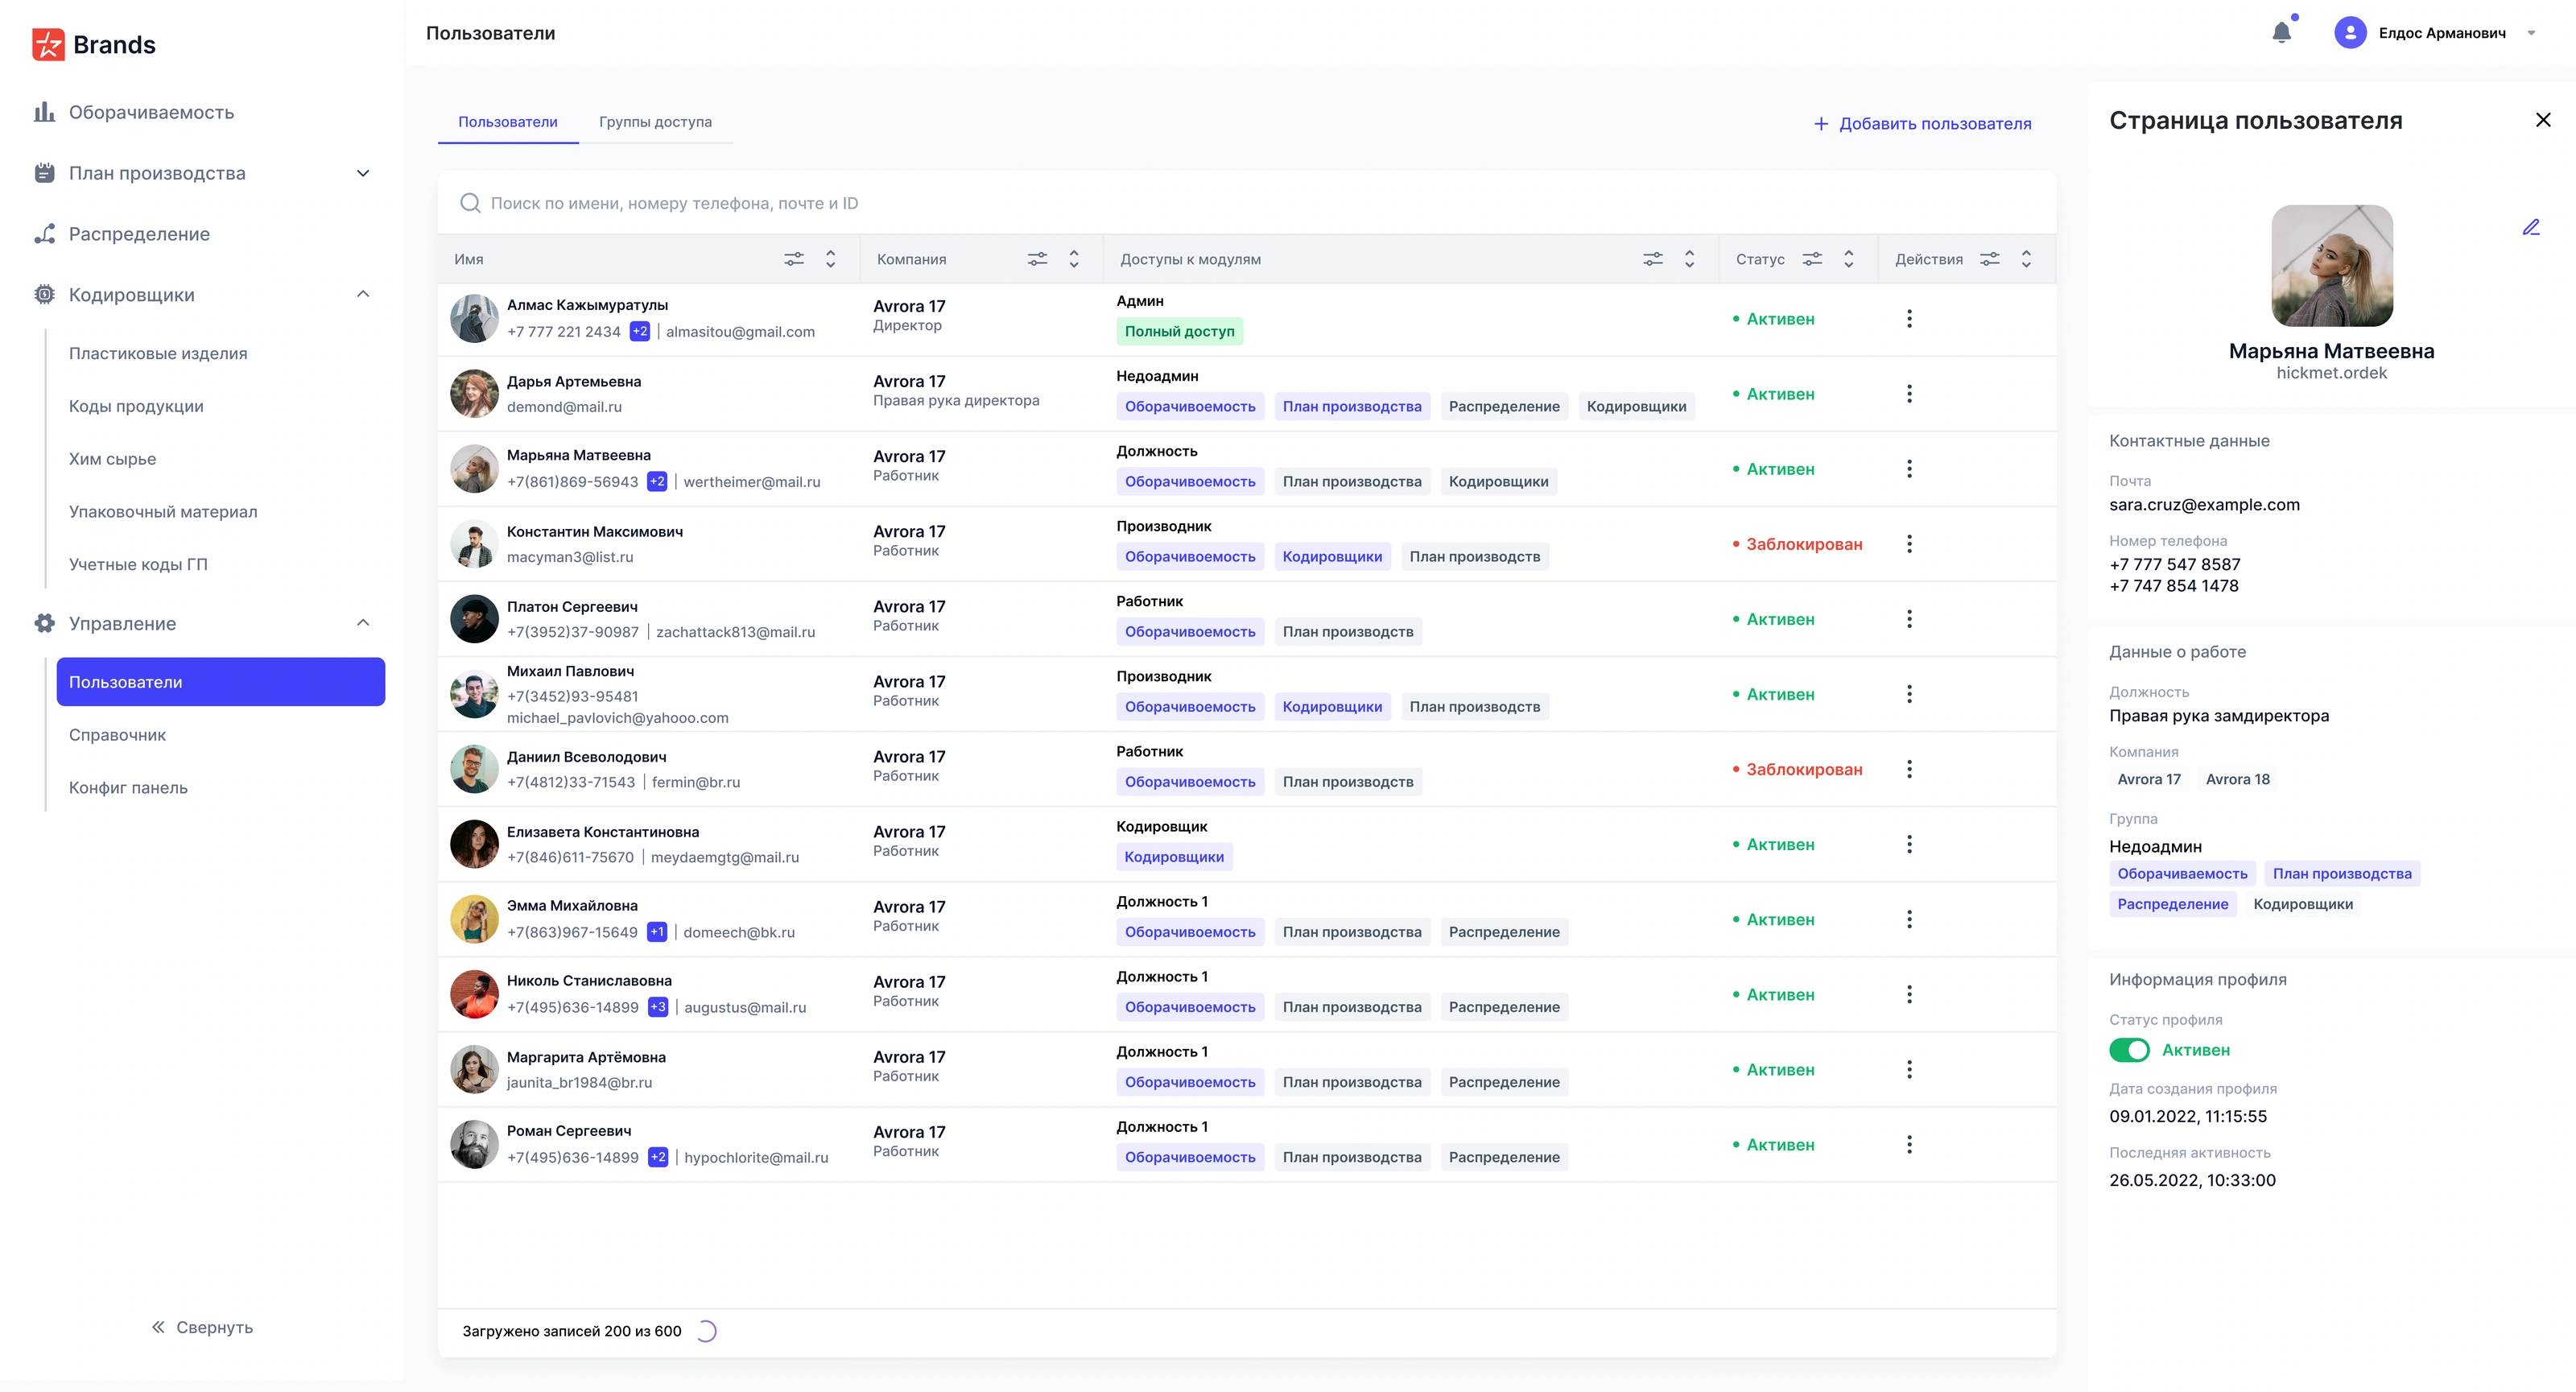 Brands
Оборачиваемость
План производства
Распределение
Кодировщики
Пластиковые изделия
Коды продукции
Хим сырье
Упаковочный материал
Учетные коды ГП
Управление
Пользователи
Справочник
Конфиг панель
Свернуть
Пользователи
Елдос Арманович
Пользователи
Группы доступа
Добавить пользователя
Поиск по имени, номеру телефона, почте и ID
Имя
Компания
Доступы к модулям
Статус
Действия
Алмас Кажымуратулы
+7 777 221 2434 +2 | almasitou@gmail.com
Avrora 17
Директор
Админ
Полный доступ
Активен
Дарья Артемьевна
demond@mail.ru
Avrora 17
Правая рука директора
Недоадмин
Оборачивоемость План производства Распределение Кодировщики
Активен
Марьяна Матвеевна
+7(861)869-56943 +2 | wertheimer@mail.ru
Avrora 17
Работник
Должность
Оборачивоемость План производства Кодировщики
Активен
Константин Максимович
macyman3@list.ru
Avrora 17
Работник
Производник
Оборачивоемость Кодировщики План производств
Заблокирован
Платон Сергеевич
+7(3952)37-90987 | zachattack813@mail.ru
Avrora 17
Работник
Работник
Оборачивоемость План производств
Активен
Михаил Павлович
+7(3452)93-95481
michael_pavlovich@yahooo.com
Avrora 17
Работник
Производник
Оборачивоемость Кодировщики План производств
Активен
Даниил Всеволодович
+7(4812)33-71543 | fermin@br.ru
Avrora 17
Работник
Работник
Оборачивоемость План производств
Заблокирован
Елизавета Константиновна
+7(846)611-75670 | meydaemgtg@mail.ru
Avrora 17
Работник
Кодировщик
Кодировщики
Активен
Эмма Михайловна
+7(863)967-15649 +1 | domeech@bk.ru
Avrora 17
Работник
Должность 1
Оборачивоемость План производства Распределение
Активен
Николь Станиславовна
+7(495)636-14899 +3 | augustus@mail.ru
Avrora 17
Работник
Должность 1
Оборачивоемость План производства Распределение
Активен
Маргарита Артёмовна
jaunita_br1984@br.ru
Avrora 17
Работник
Должность 1
Оборачивоемость План производства Распределение
Активен
Роман Сергеевич
+7(495)636-14899 +2 | hypochlorite@mail.ru
Avrora 17
Работник
Должность 1
Оборачивоемость План производства Распределение
Активен
Загружено записей 200 из 600
Страница пользователя
Марьяна Матвеевна
hickmet.ordek
Контактные данные
Почта
sara.cruz@example.com
Номер телефона
+7 777 547 8587
+7 747 854 1478
Данные о работе
Должность
Правая рука замдиректора
Компания
Avrora 17 Avrora 18
Группа
Недоадмин
Оборачиваемость План производства
Распределение Кодировщики
Информация профиля
Статус профиля
Активен
Дата создания профиля
09.01.2022, 11:15:55
Последняя активность
26.05.2022, 10:33:00